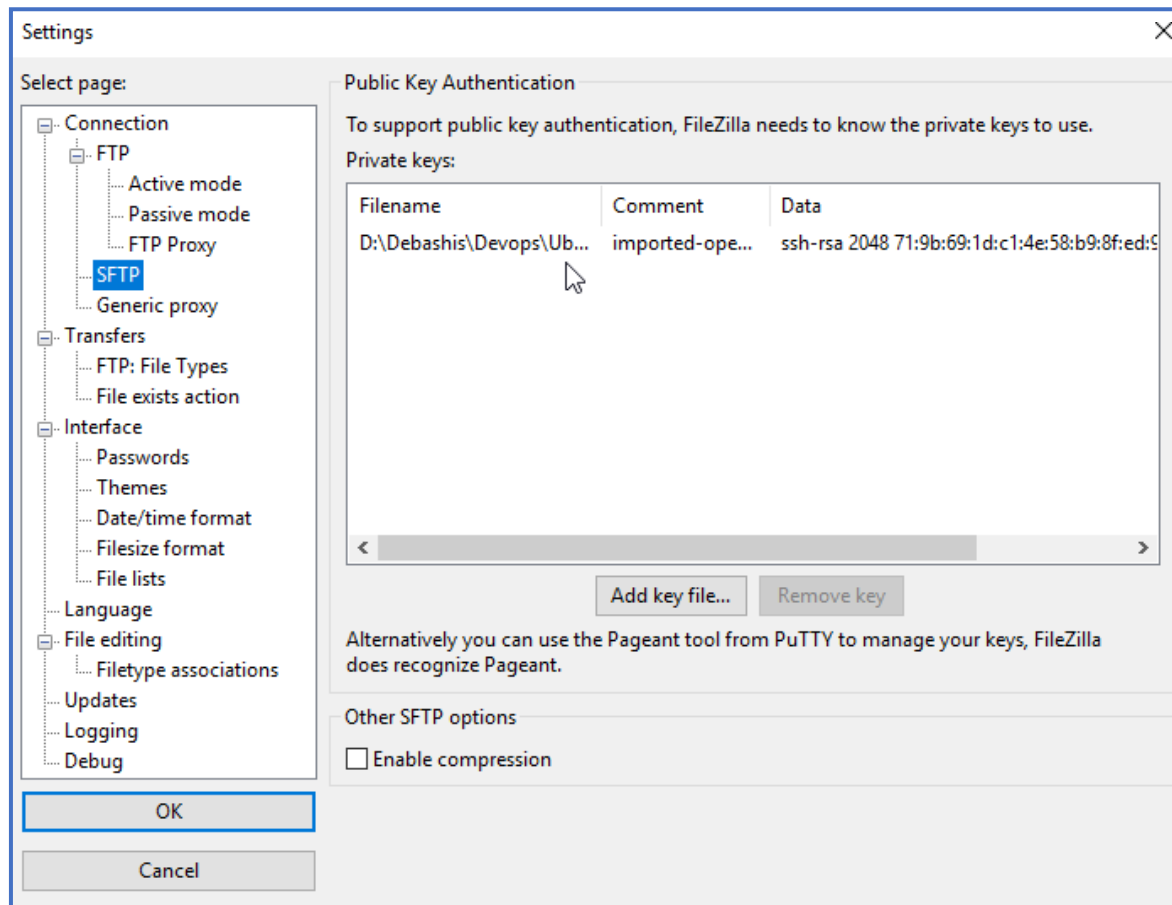 Settings
Select page:
Connection
FTP
Active mode
Passive mode
FTP Proxy
SFTP
Generic proxy
Transfers
FTP: File Types
File exists action
Interface
Passwords
Themes
Date/time format
Filesize format
File lists
Language
File editing
Filetype associations
Updates
Logging
Debug
OK
Cancel
Public Key Authentication
To support public key authentication, FileZilla needs to know the private keys to use.
Private keys:
Filename Comment Data
D:\Debashis\Devops\Ub... imported-ope... ssh-rsa 2048 71:9b:69:1d:c1:4e:58:b9:8f:ed:9
Add key file... Remove key
Alternatively you can use the Pageant tool from PuTTY to manage your keys, FileZilla
does recognize Pageant.
Other SFTP options
Enable compression